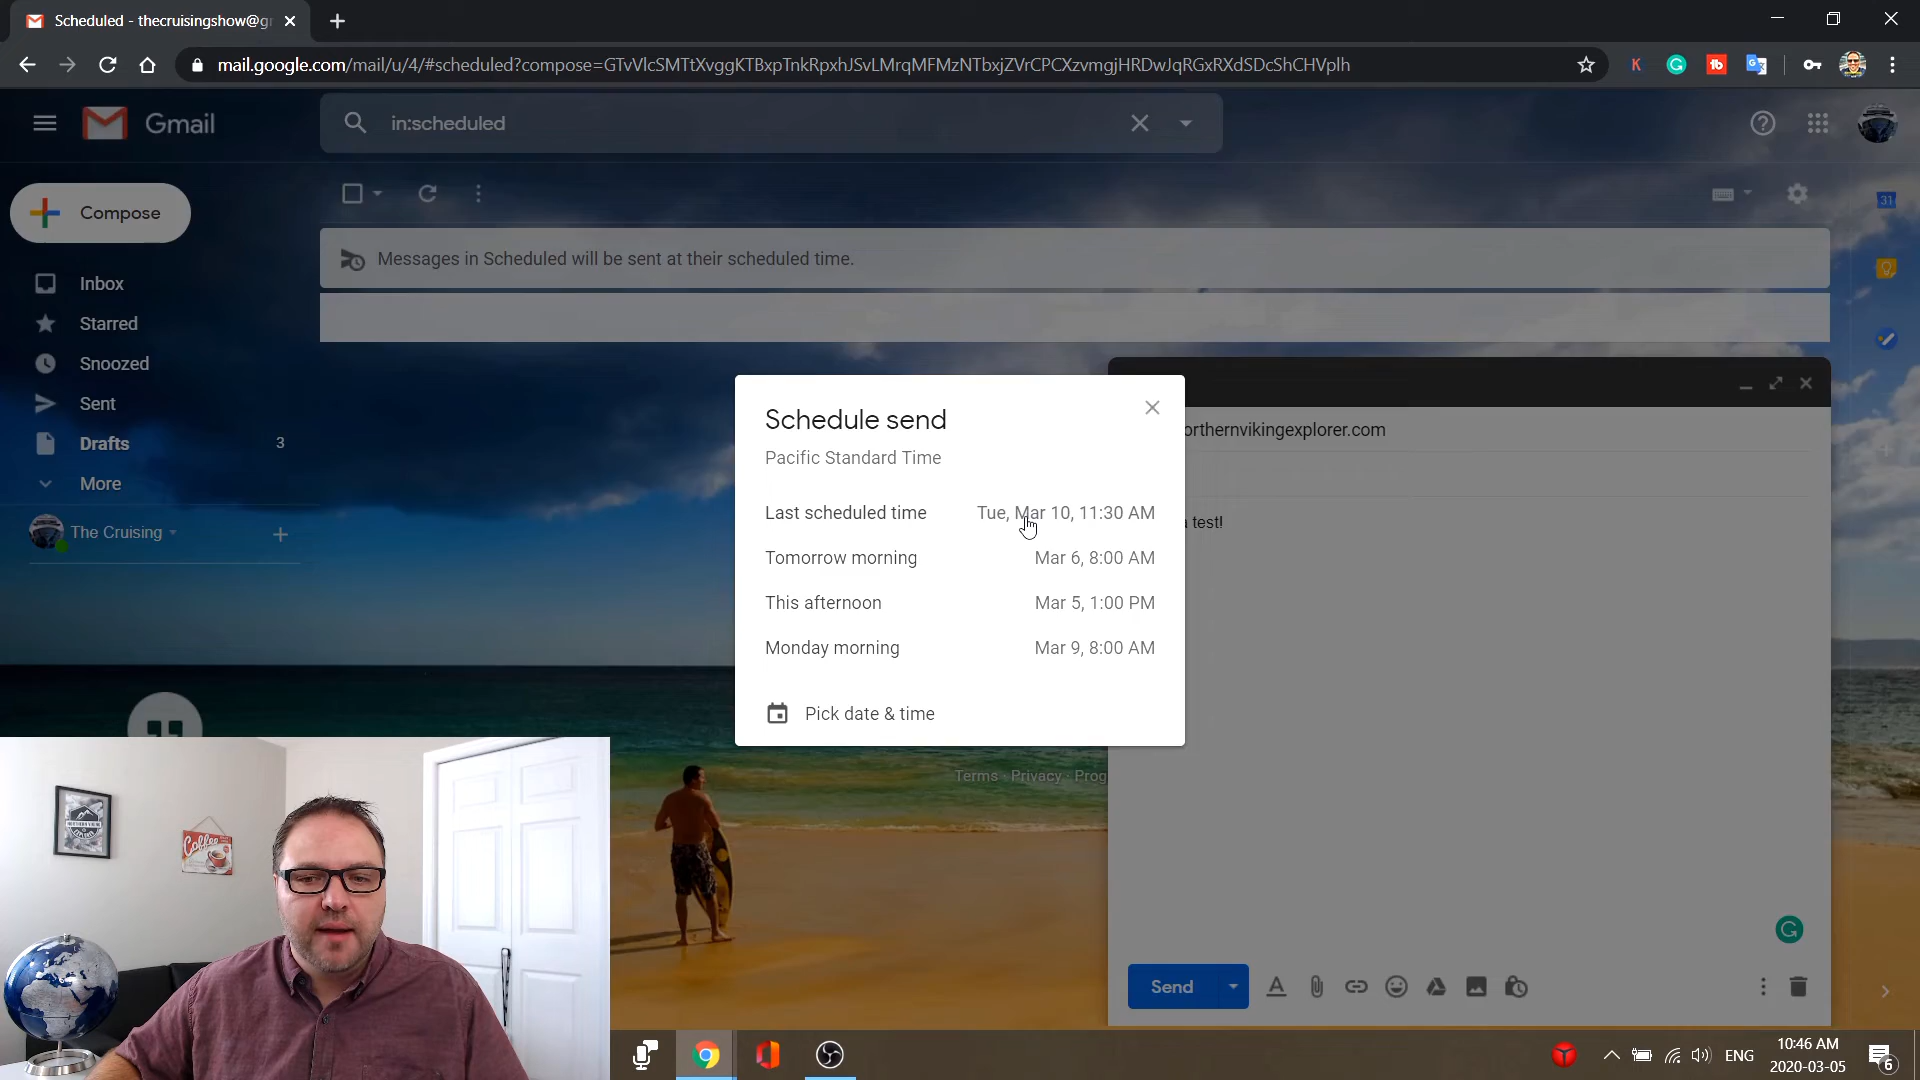 Scheduled - thecruisingshow@gr
mail.google.com/mail/u/4/#scheduled?compose=GTvVlcSMTtXvggKTBxpTnkRpxhJSvLMrqMFMzNTbxjZVrCPCXzvmgjHRDwJqRGxRXdSDcShCHVplh
Gmail
in:scheduled
Compose
Messages in Scheduled will be sent at their scheduled time.
Inbox
Starred
Snoozed
Sent
Drafts 3
More
The Cruising
Schedule send
Pacific Standard Time
Last scheduled time Tue, Mar 10, 11:30 AM
Tomorrow morning Mar 6, 8:00 AM
This afternoon Mar 5, 1:00 PM
Monday morning Mar 9, 8:00 AM
Pick date & time
orthernvikingexplorer.com
a test!
Terms · Privacy · Prog
Send
Coffee
ENG
10:46 AM
2020-03-05
6
31